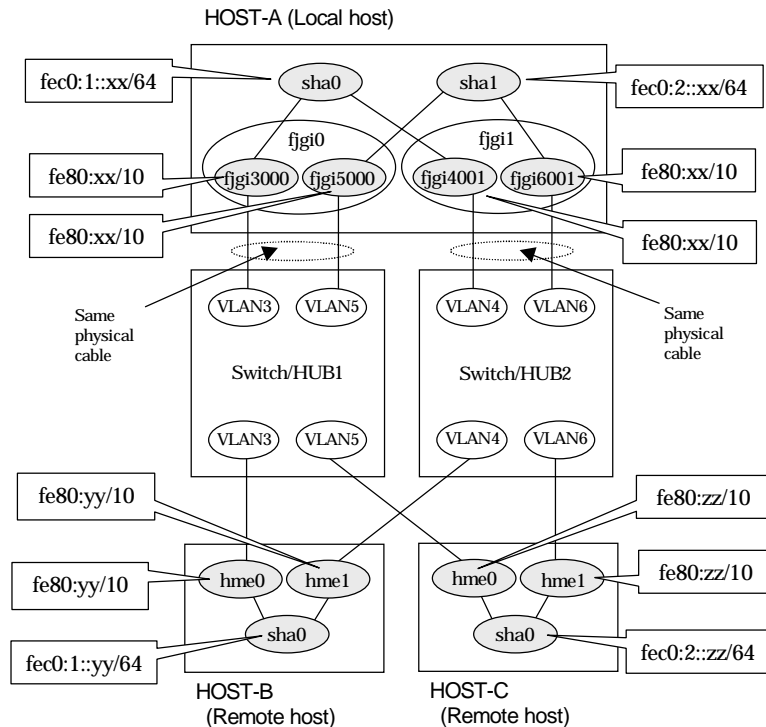 HOST-A (Local host)
fec0:1::xx/64
sha0
sha1
fec0:2::xx/64
fjgi0
fjgi1
fe80:xx/10
fjgi3000
fjgi5000
fjgi4001
fjgi6001
fe80:xx/10
fe80:xx/10
fe80:xx/10
Same
physical
cable
VLAN3
VLAN5
VLAN4
VLAN6
Same
physical
cable
Switch/HUB1
Switch/HUB2
VLAN3
VLAN5
VLAN4
VLAN6
fe80:yy/10
fe80:zz/10
fe80:yy/10
hme0
hme1
hme0
hme1
fe80:zz/10
fec0:1::yy/64
sha0
sha0
fec0:2::zz/64
HOST-B
(Remote host)
HOST-C
(Remote host)